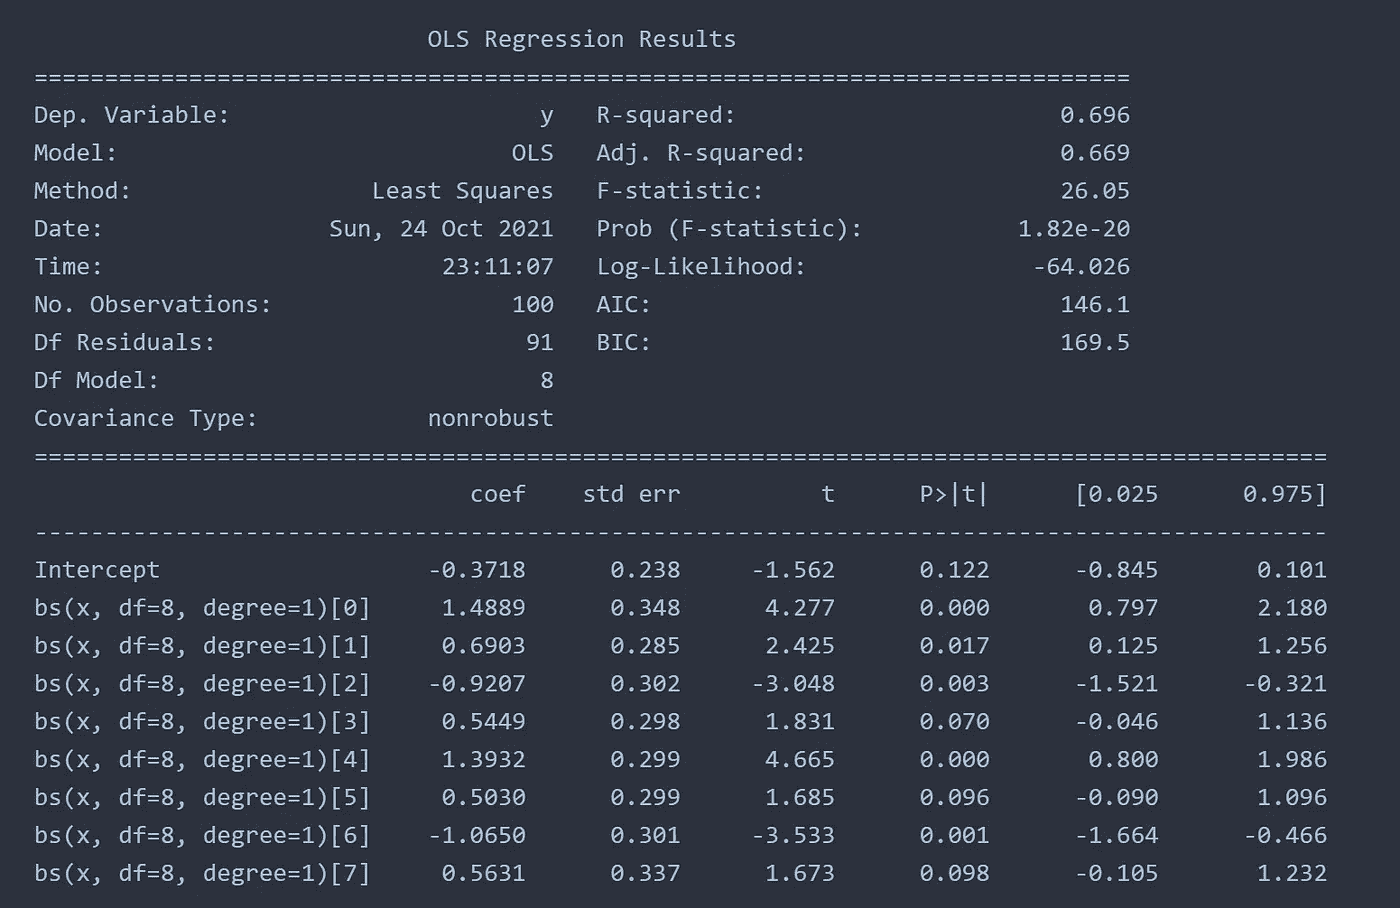 OLS Regression Results
==============================================================================
Dep. Variable: y R-squared: 0.696
Model: OLS Adj. R-squared: 0.669
Method: Least Squares F-statistic: 26.05
Date: Sun, 24 Oct 2021 Prob (F-statistic): 1.82e-20
Time: 23:11:07 Log-Likelihood: -64.026
No. Observations: 100 AIC: 146.1
Df Residuals: 91 BIC: 169.5
Df Model: 8
Covariance Type: nonrobust
============================================================================================
coef std err t P>|t| [0.025 0.975]
--------------------------------------------------------------------------------------------
Intercept -0.3718 0.238 -1.562 0.122 -0.845 0.101
bs(x, df=8, degree=1)[0] 1.4889 0.348 4.277 0.000 0.797 2.180
bs(x, df=8, degree=1)[1] 0.6903 0.285 2.425 0.017 0.125 1.256
bs(x, df=8, degree=1)[2] -0.9207 0.302 -3.048 0.003 -1.521 -0.321
bs(x, df=8, degree=1)[3] 0.5449 0.298 1.831 0.070 -0.046 1.136
bs(x, df=8, degree=1)[4] 1.3932 0.299 4.665 0.000 0.800 1.986
bs(x, df=8, degree=1)[5] 0.5030 0.299 1.685 0.096 -0.090 1.096
bs(x, df=8, degree=1)[6] -1.0650 0.301 -3.533 0.001 -1.664 -0.466
bs(x, df=8, degree=1)[7] 0.5631 0.337 1.673 0.098 -0.105 1.232